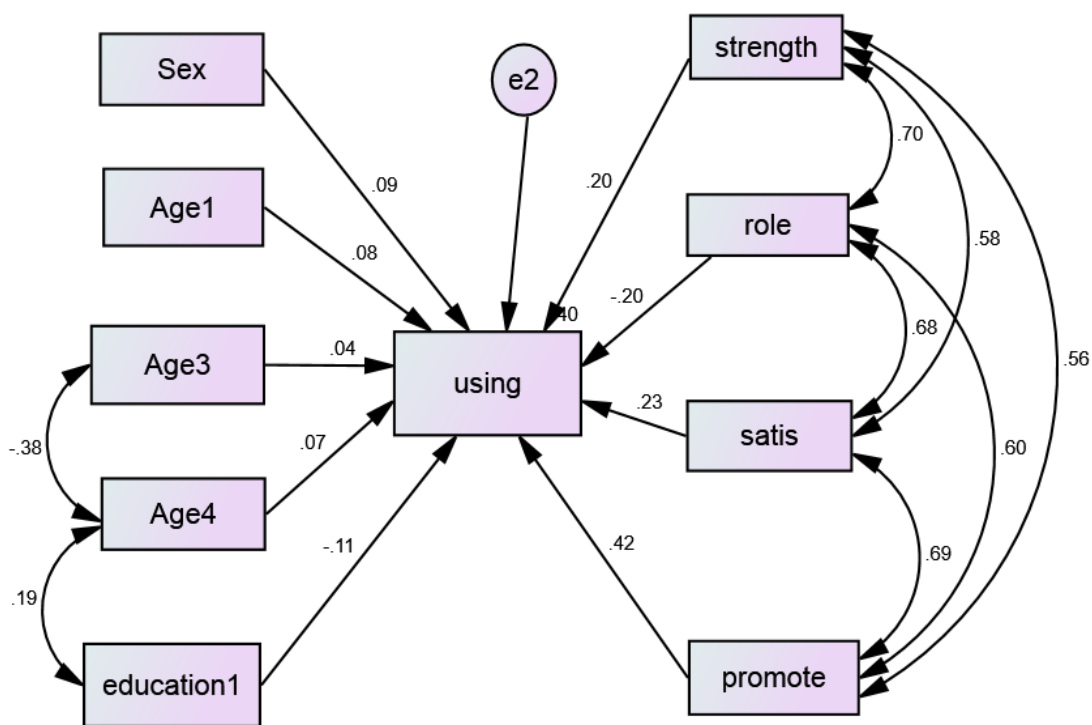 Sex
e2
strength
.09
.20
.70
Age1
role
.08
.58
-.20
.40
Age3
.04
using
.68
.56
.23
satis
-.38
.07
.60
Age4
-.11
.42
.69
.19
education1
promote